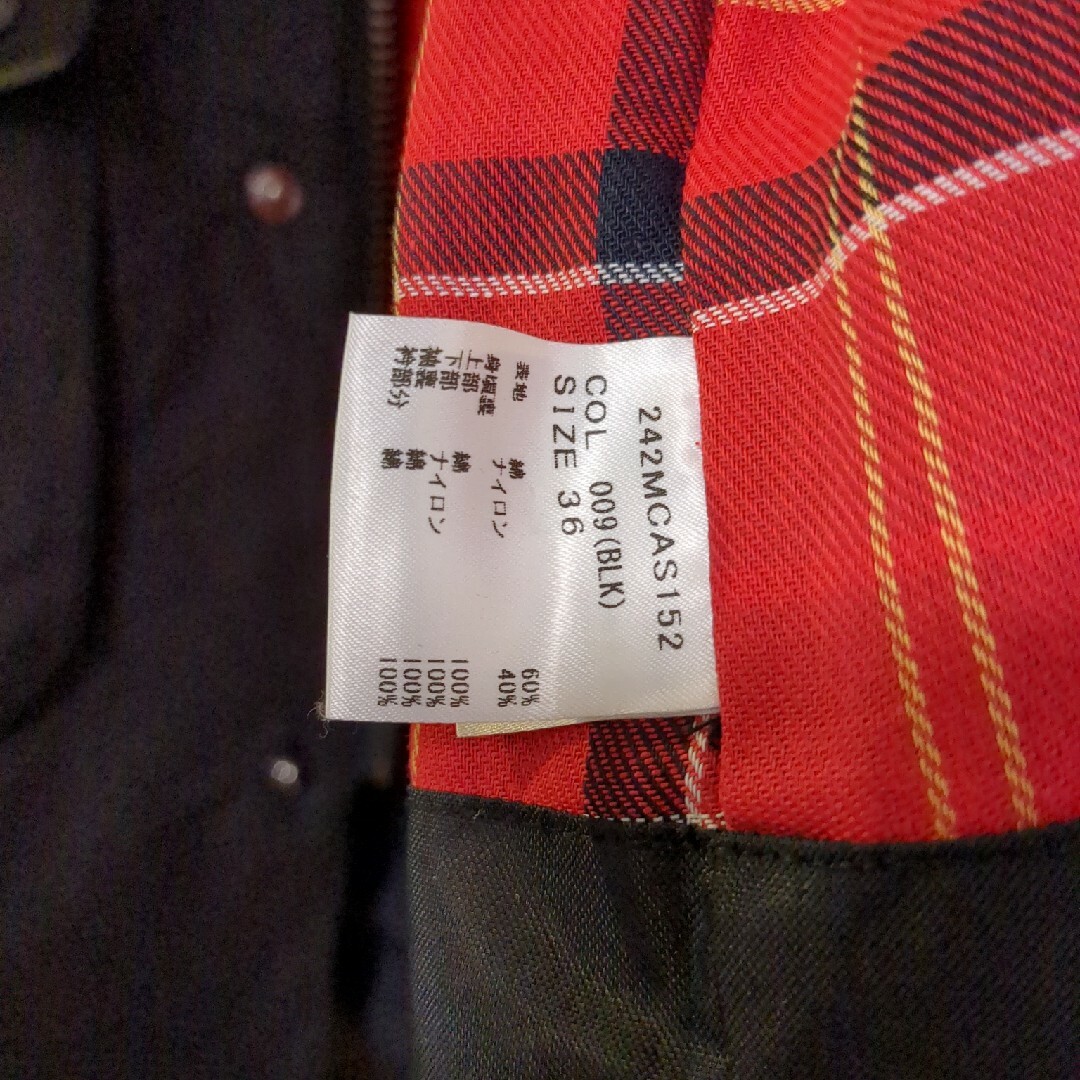 242MCAS152
COL 009(BLK)
SIZE 36
表地 綿 60%
ナイロン 40%
身頃裏
上部 綿 100%
下部 ナイロン 100%
袖裏 綿 100%
衿部分 綿 100%